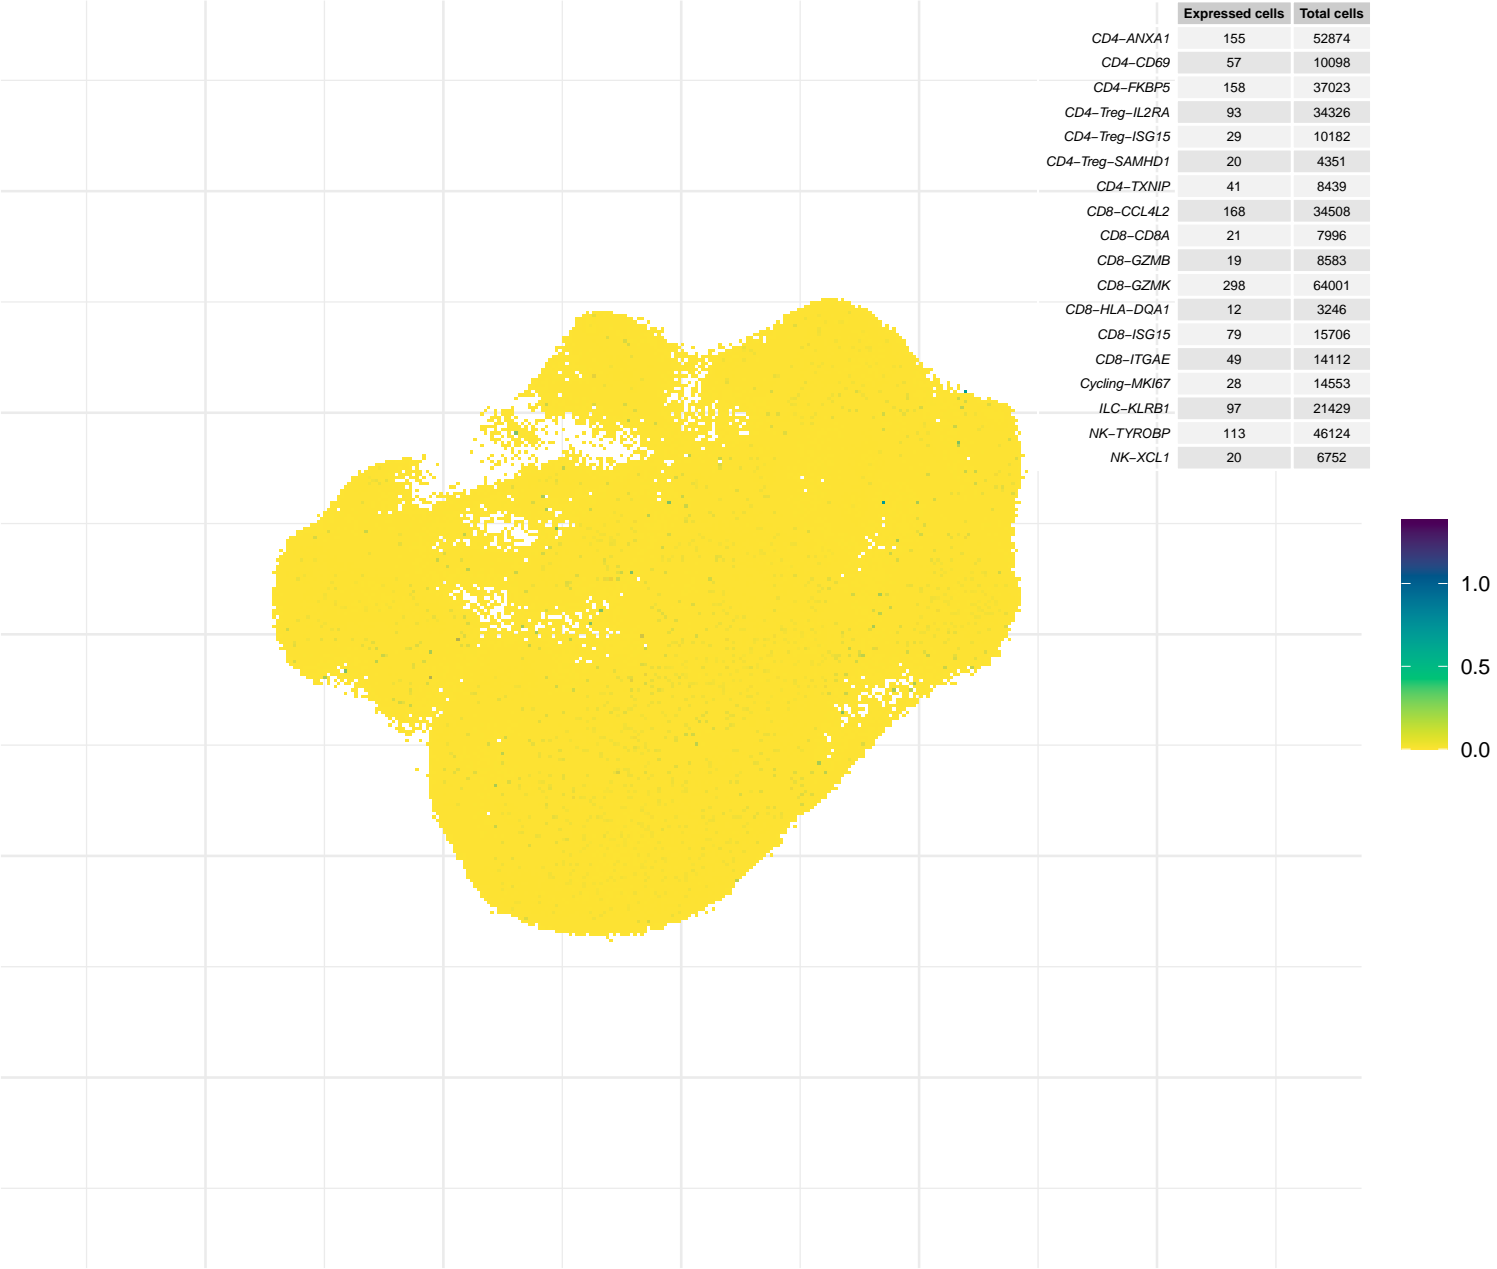 Expressed cells Total cells
CD4−ANXA1 155 52874
CD4−CD69 57 10098
CD4−FKBP5 158 37023
CD4−Treg−IL2RA 93 34326
CD4−Treg−ISG15 29 10182
CD4−Treg−SAMHD1 20 4351
CD4−TXNIP 41 8439
CD8−CCL4L2 168 34508
CD8−CD8A 21 7996
CD8−GZMB 19 8583
CD8−GZMK 298 64001
CD8−HLA−DQA1 12 3246
CD8−ISG15 79 15706
CD8−ITGAE 49 14112
Cycling−MKI67 28 14553
ILC−KLRB1 97 21429
NK−TYROBP 113 46124
NK−XCL1 20 6752
1.0
0.5
0.0